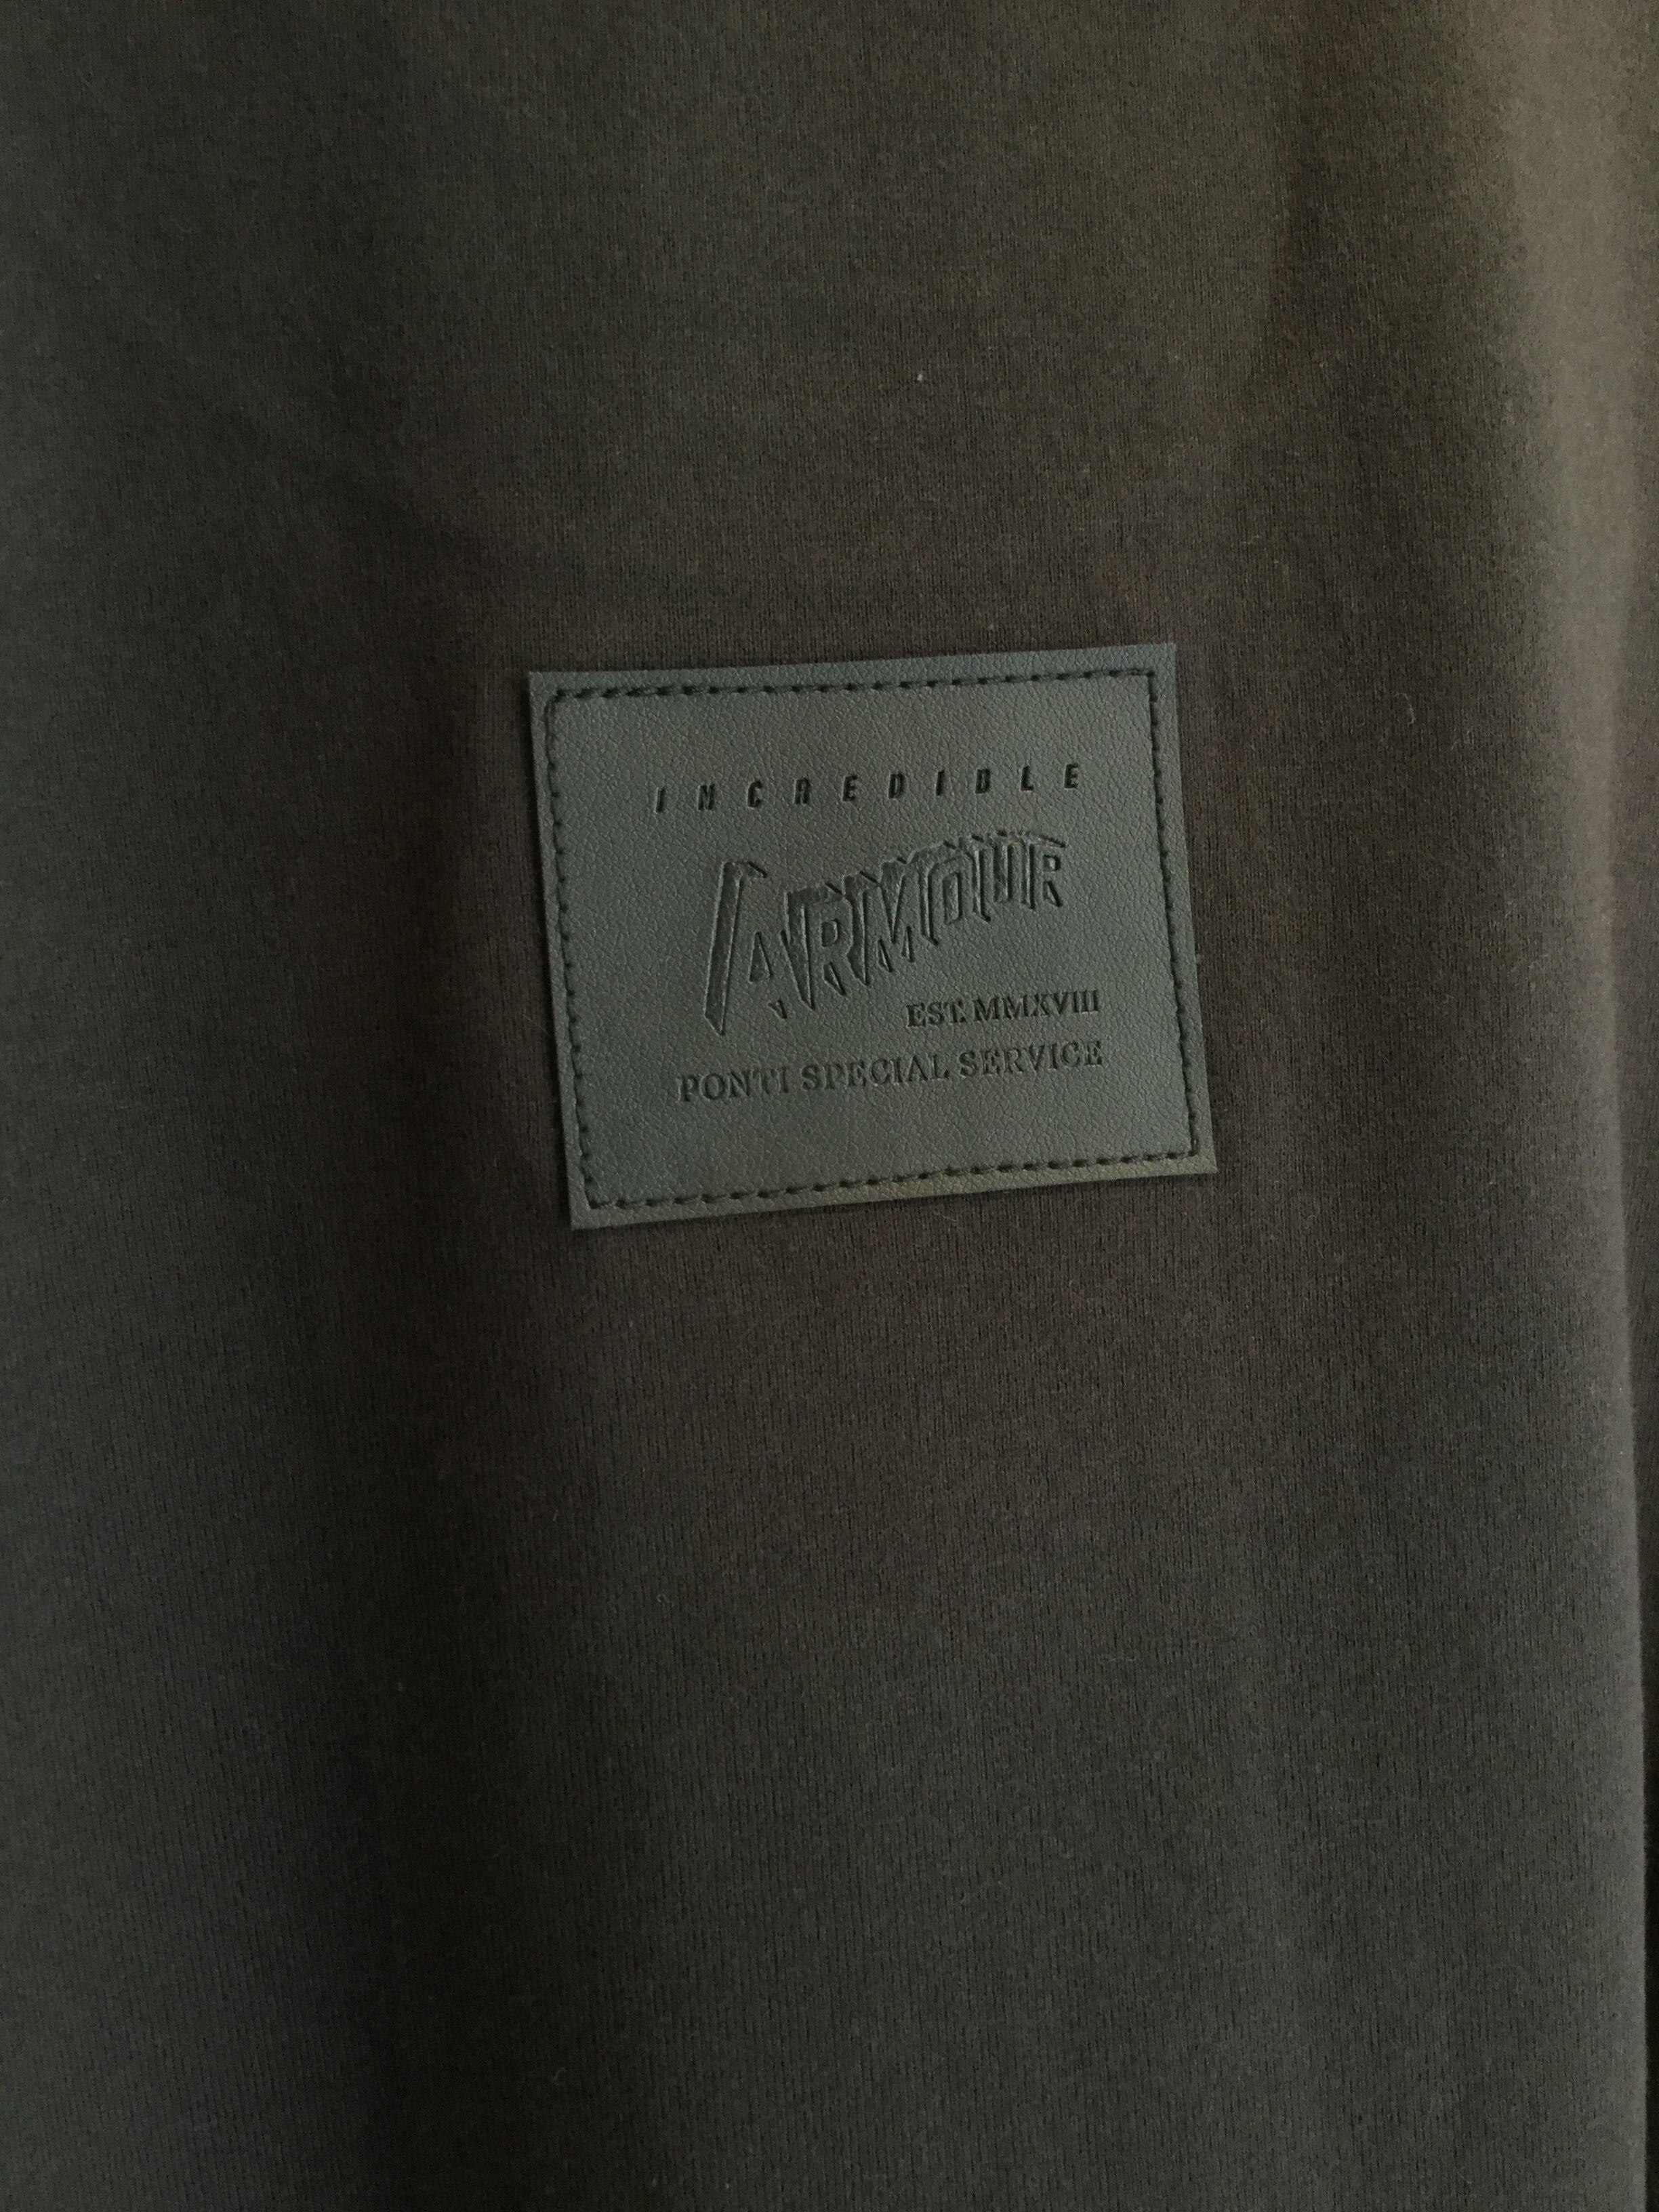 INCREDIBLE
ARMOUR
EST. MMXVIII
PONTI SPECIAL SERVICE